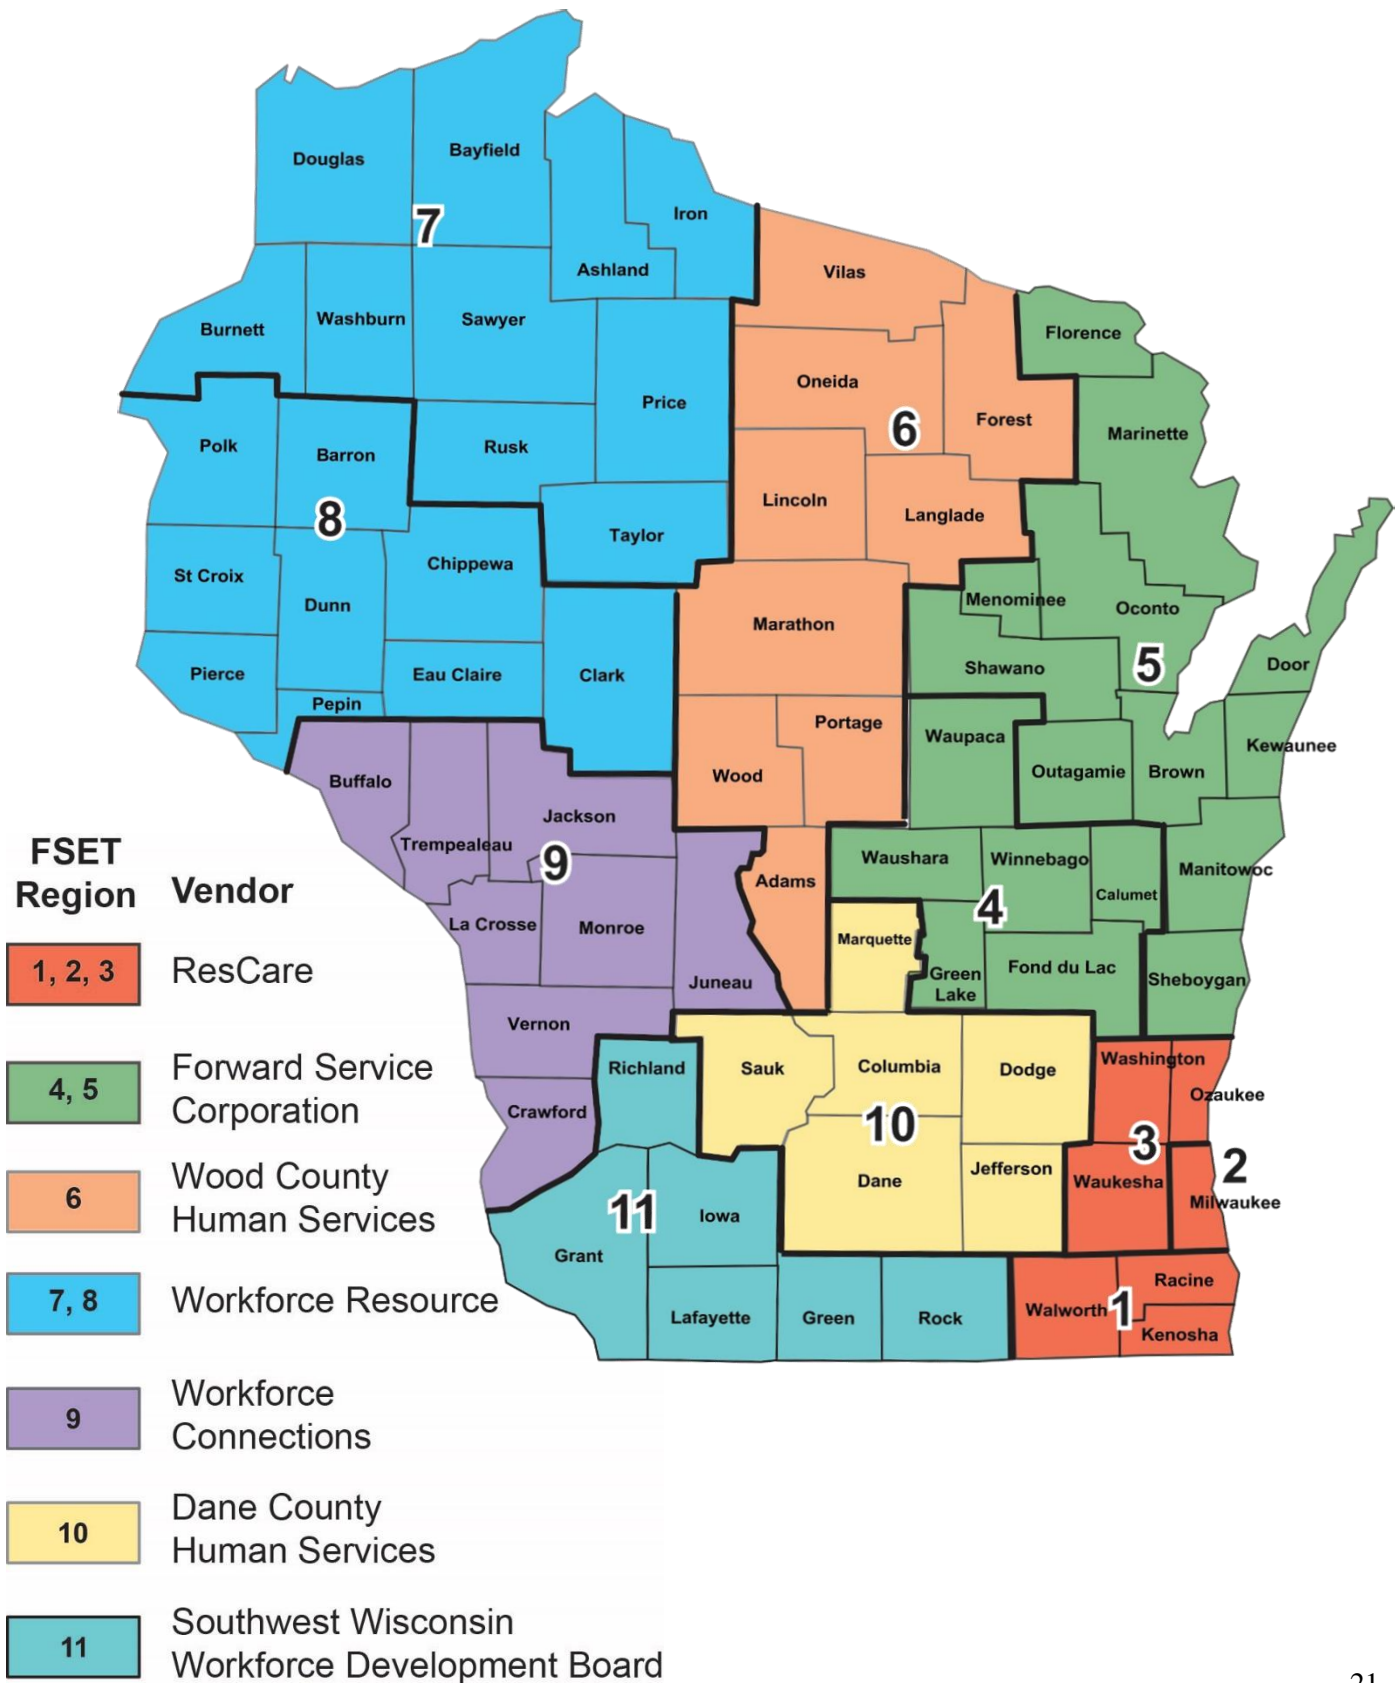 Douglas
Bayfield
Iron
7
Ashland
Vilas
Burnett
Washburn
Sawyer
Florence
Oneida
Price
Forest
6
Marinette
Polk
Barron
Rusk
8
Lincoln
Langlade
Taylor
Chippewa
St Croix
Dunn
Menominee
Oconto
Marathon
Shawano
5
Door
Pierce
Eau Claire
Clark
Pepin
Portage
Waupaca
Kewaunee
Outagamie
Brown
Wood
Buffalo
Jackson
Trempealeau
9
Waushara
Winnebago
Manitowoc
Adams
Calumet
4
La Crosse
Monroe
Marquette
Green
Lake
Fond du Lac
Sheboygan
Juneau
Vernon
Richland
Sauk
Columbia
Dodge
Washington
Ozaukee
Crawford
10
3
2
Dane
Jefferson
Waukesha
Milwaukee
11
Iowa
Grant
Lafayette
Green
Rock
Walworth
1
Racine
Kenosha
FSET
Region
Vendor
1, 2, 3
ResCare
4, 5
Forward Service
Corporation
6
Wood County
Human Services
7, 8
Workforce Resource
9
Workforce
Connections
10
Dane County
Human Services
11
Southwest Wisconsin
Workforce Development Board
21